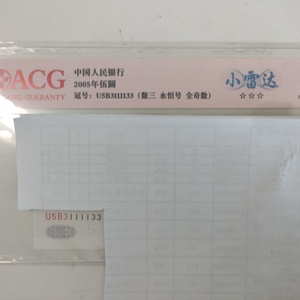 ACG
GUARANTY
中国人民银行
2005年伍圆
冠号：U5B3111133（数三 永恒号 全奇数）
小雷达
☆☆☆
U5B3111133